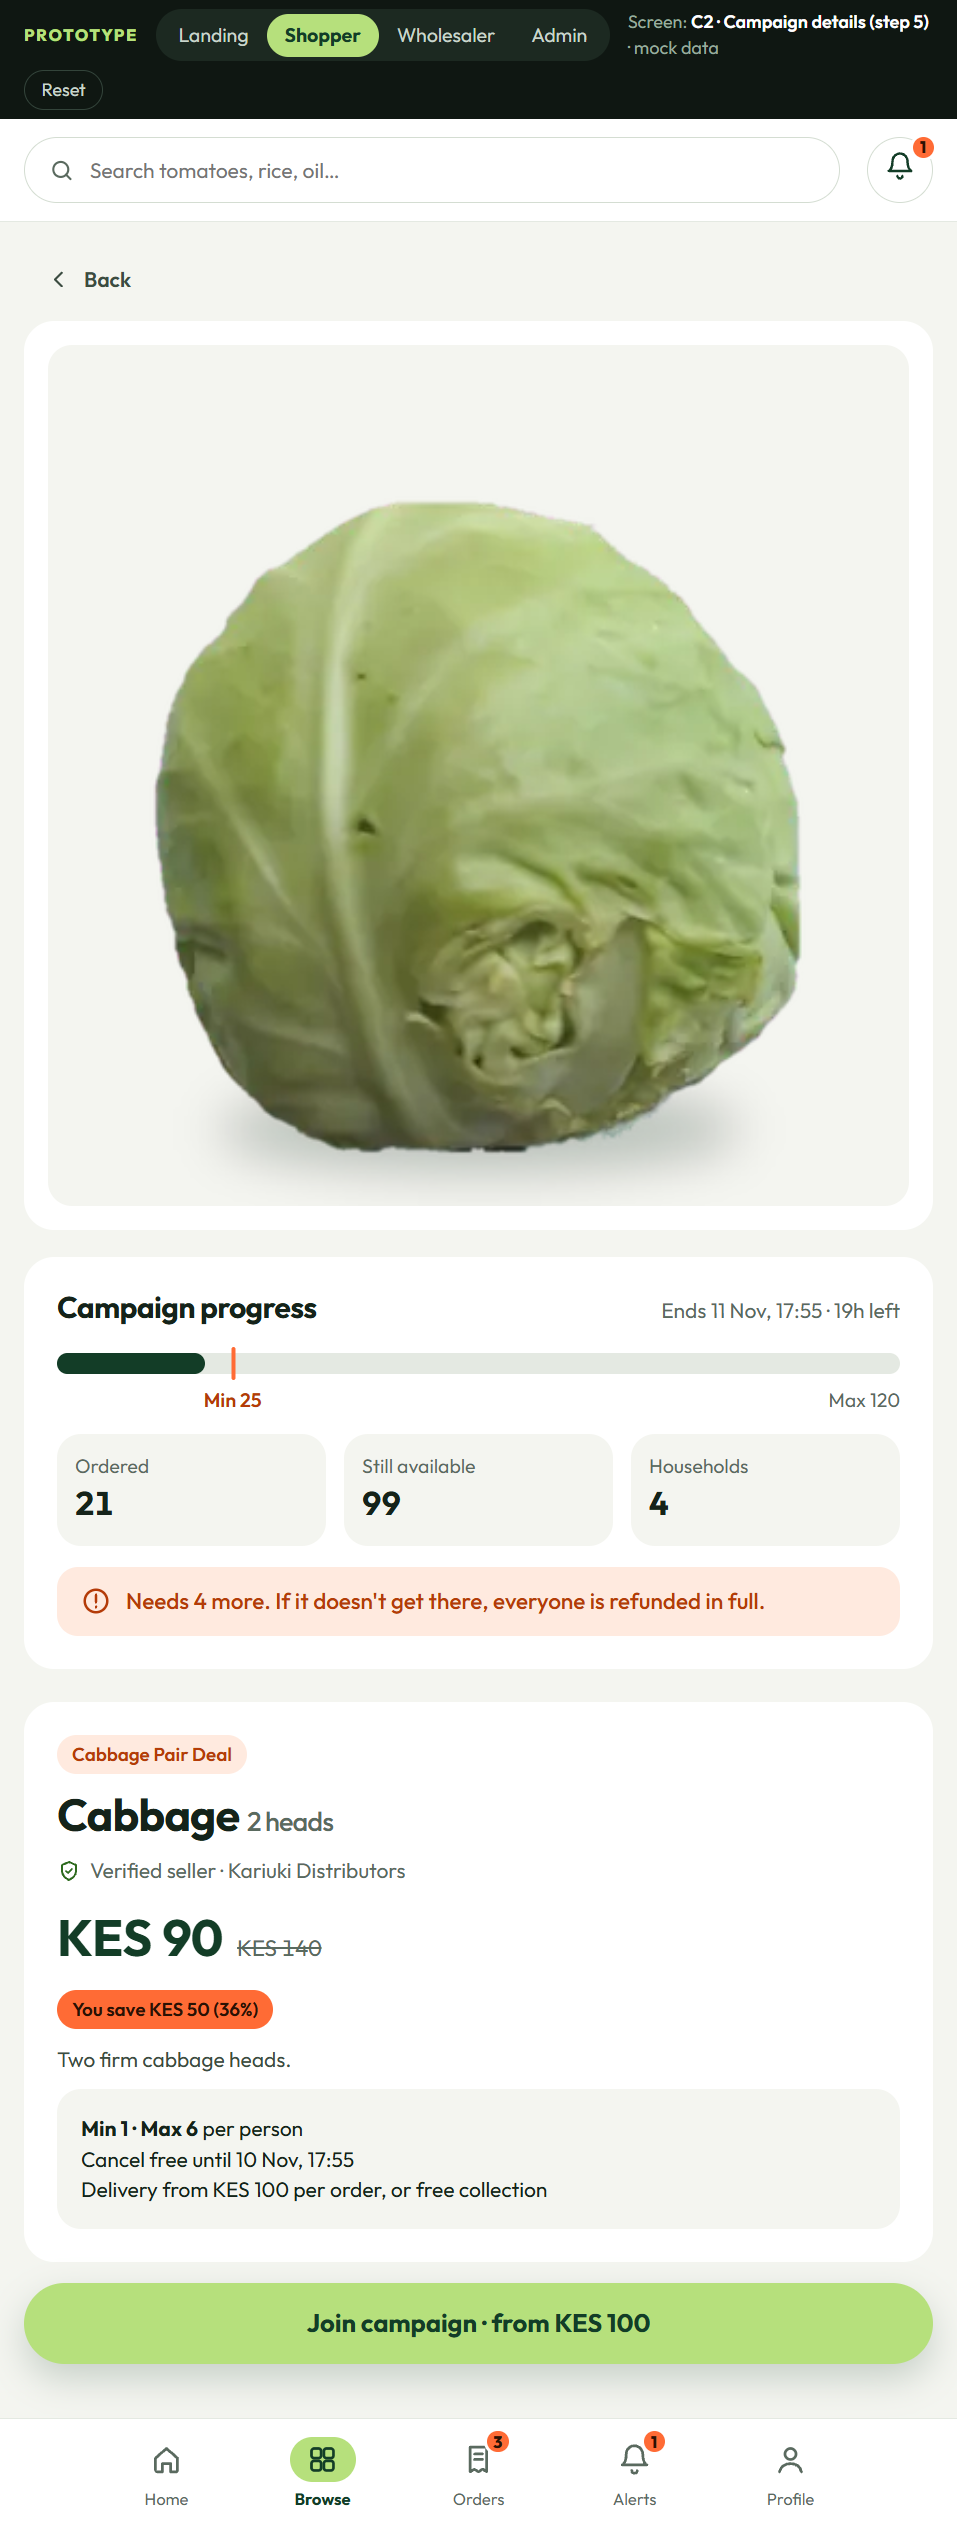 PROTOTYPE
Landing
Shopper
Wholesaler
Admin
Screen: C2 · Campaign details (step 5)
· mock data
Reset
Search tomatoes, rice, oil...
1
Back
Campaign progress
Ends 11 Nov, 17:55 · 19h left
Min 25
Max 120
Ordered
21
Still available
99
Households
4
Needs 4 more. If it doesn't get there, everyone is refunded in full.
Cabbage Pair Deal
Cabbage 2 heads
Verified seller · Kariuki Distributors
KES 90 KES 140
You save KES 50 (36%)
Two firm cabbage heads.
Min 1 · Max 6 per person
Cancel free until 10 Nov, 17:55
Delivery from KES 100 per order, or free collection
Join campaign · from KES 100
Home
Browse
3
Orders
1
Alerts
Profile